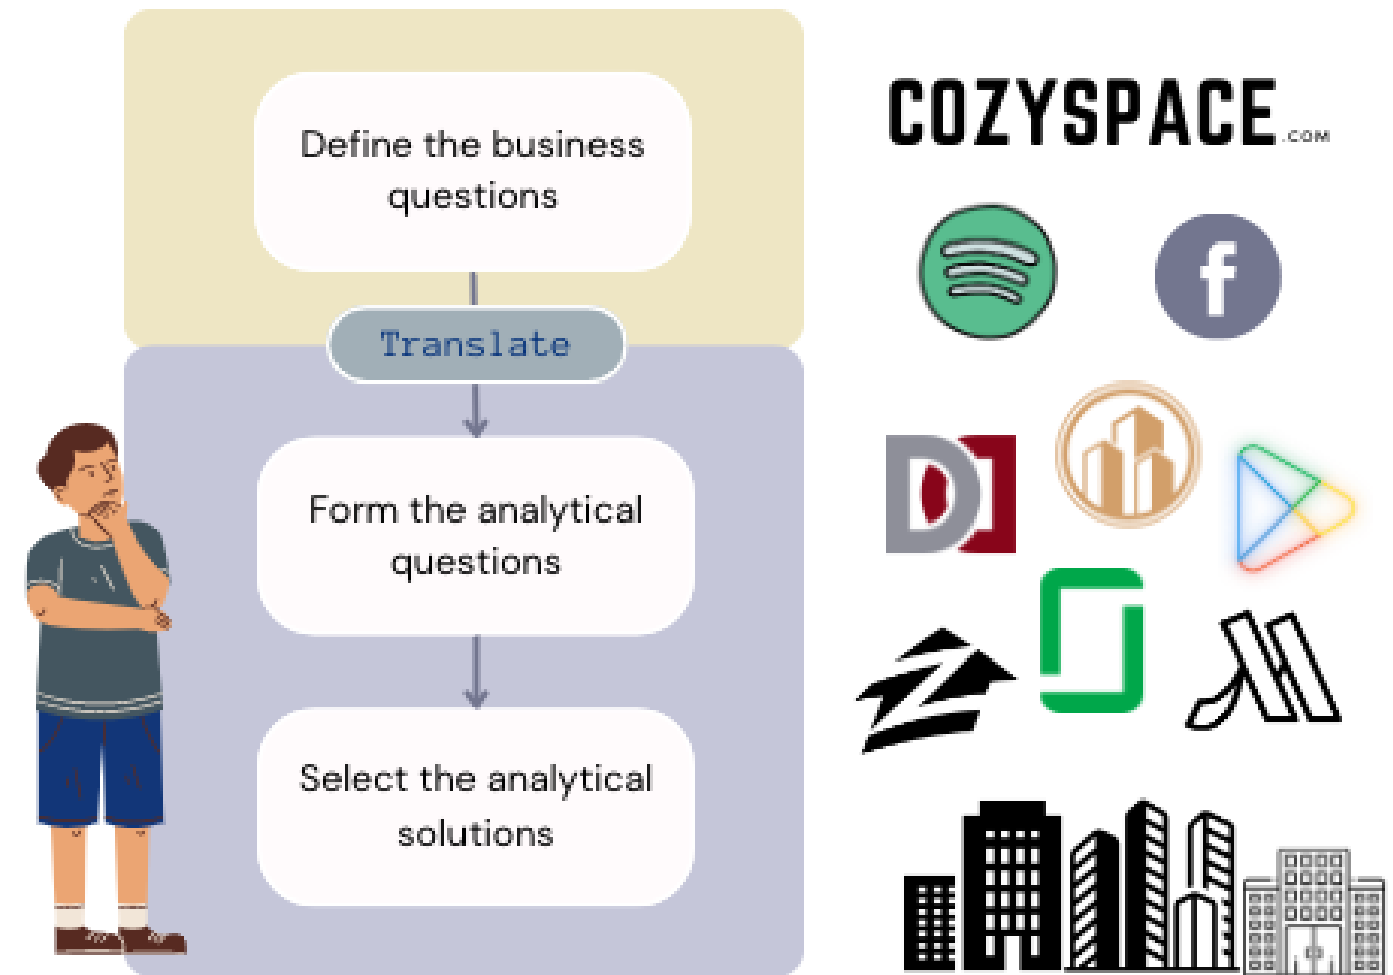 Define the business
questions
Translate
Form the analytical
questions
Select the analytical
solutions
COZYSPACE.COM
f
D
Z